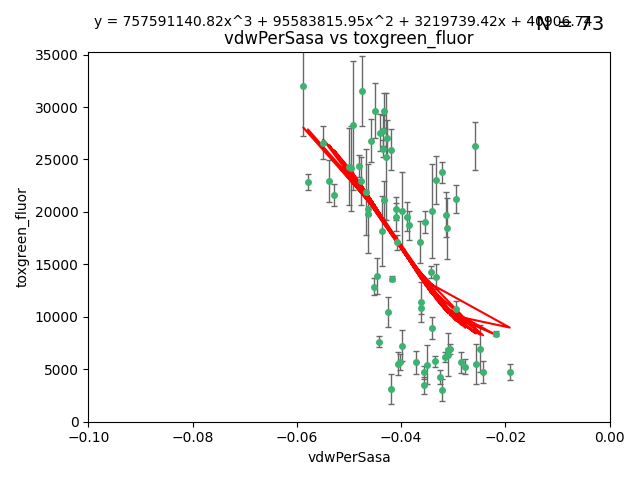 y = 757591140.82x^3 + 95583815.95x^2 + 3219739.42x + 40906.74
N = 73
vdwPerSasa vs toxgreen_fluor
35000
30000
25000
20000
15000
10000
5000
0
toxgreen_fluor
−0.10 −0.08 −0.06 −0.04 −0.02 0.00
vdwPerSasa